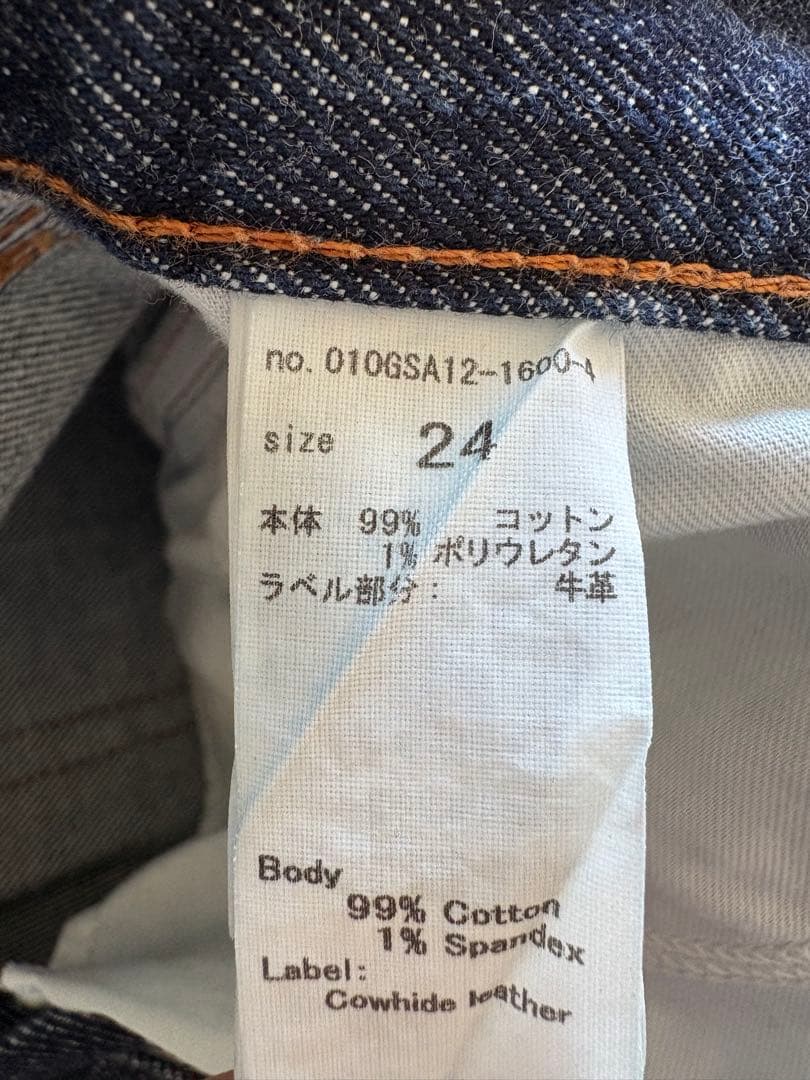 no. 010GSA12-1600-4
size 24
本体 99% コットン
1% ポリウレタン
ラベル部分: 牛革
Body
99% Cotton
1% Spandex
Label:
Cowhide leather